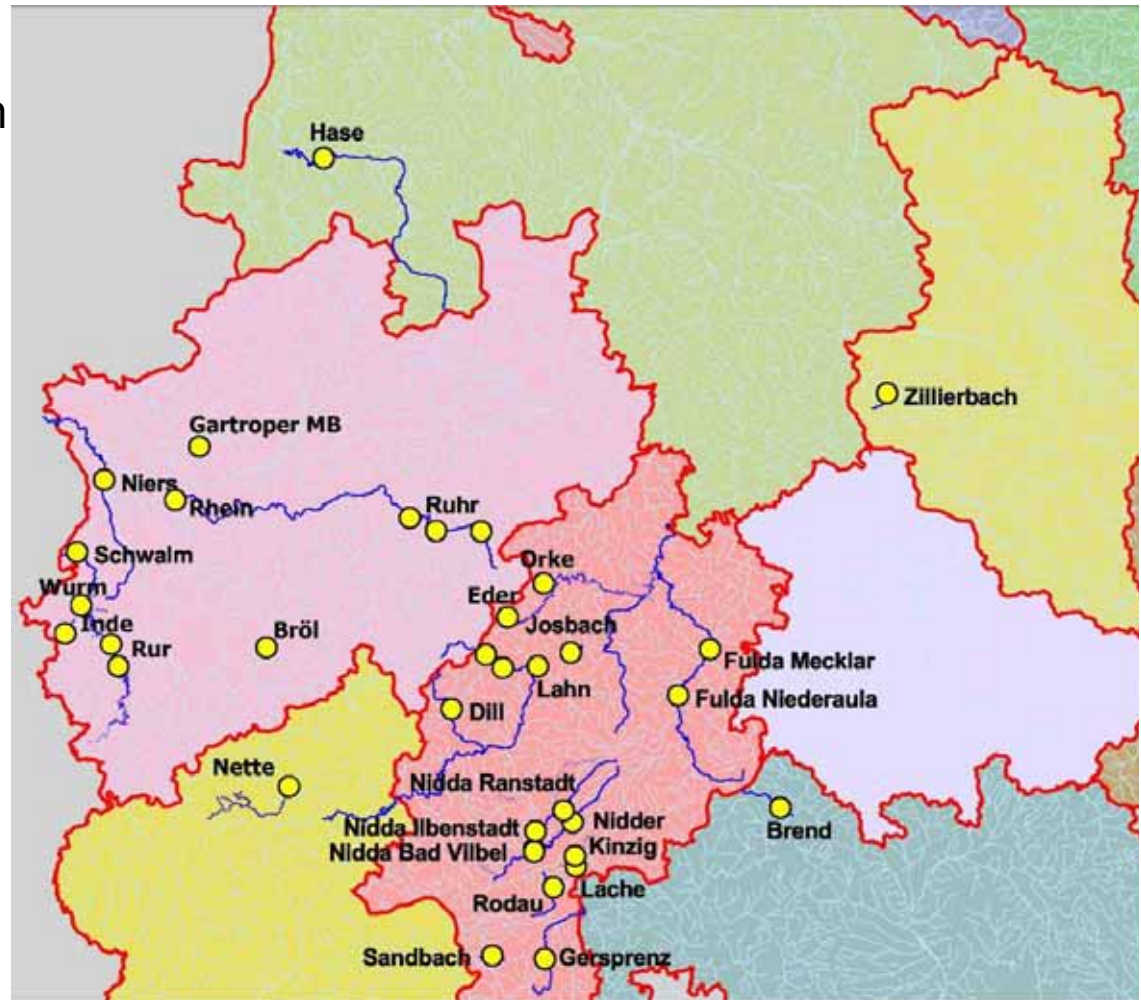 n
Hase
Zillierbach
Gartroper MB
Niers
Rhein
Ruhr
Schwalm
Orke
Wurm
Eder
Inde
Josbach
Rur
Bröl
Fulda Mecklar
Lahn
Fulda Niederaula
Dill
Nette
Nidda Ranstadt
Nidda Ilbenstadt
Nidder
Brend
Nidda Bad Vilbel
Kinzig
Lache
Rodau
Sandbach
Gersprenz